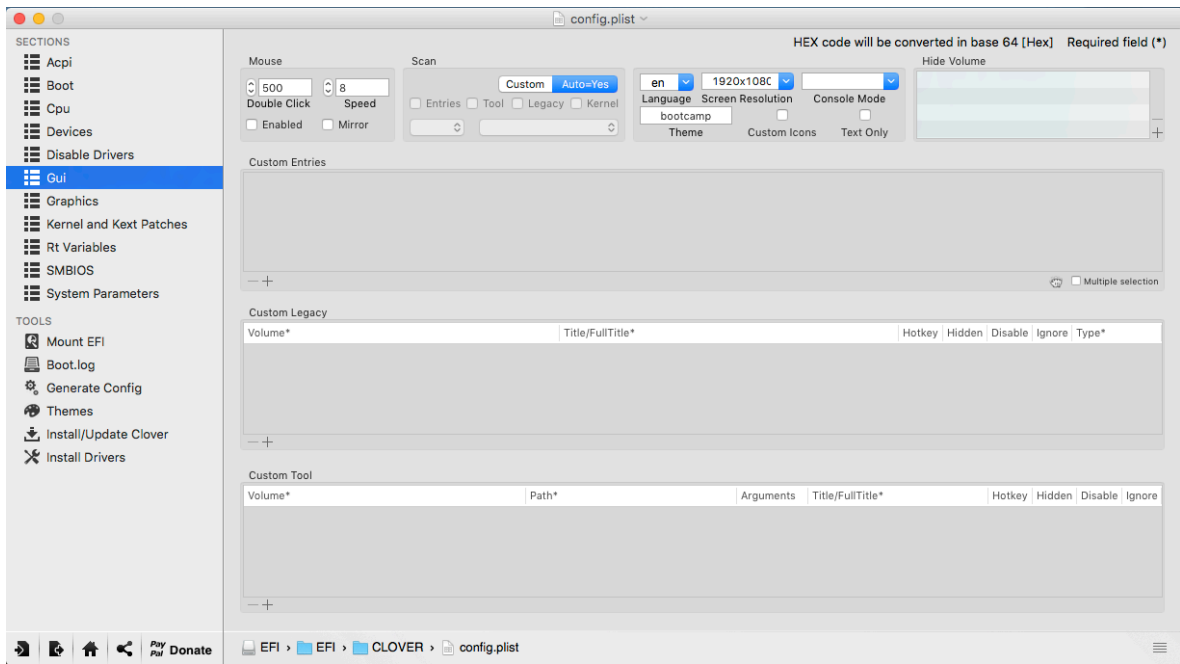 config.plist
SECTIONS
Acpi
Boot
Cpu
Devices
Disable Drivers
Gui
Graphics
Kernel and Kext Patches
Rt Variables
SMBIOS
System Parameters
TOOLS
Mount EFI
Boot.log
Generate Config
Themes
Install/Update Clover
Install Drivers
PayPal Donate
HEX code will be converted in base 64 [Hex] Required field (*)
Mouse
500 8
Double Click Speed
Enabled Mirror
Scan
Custom Auto=Yes
Entries Tool Legacy Kernel
en 1920x108
Language Screen Resolution Console Mode
bootcamp
Theme Custom Icons Text Only
Hide Volume
Custom Entries
Multiple selection
Custom Legacy
Volume* Title/FullTitle* Hotkey Hidden Disable Ignore Type*
Custom Tool
Volume* Path* Arguments Title/FullTitle* Hotkey Hidden Disable Ignore
EFI › EFI › CLOVER › config.plist